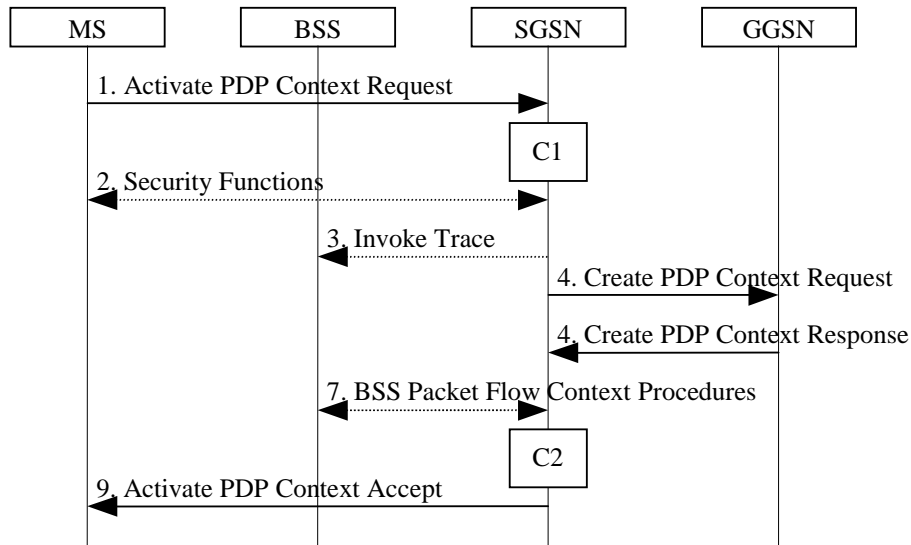 MS BSS SGSN GGSN
1. Activate PDP Context Request
C1
2. Security Functions
3. Invoke Trace
4. Create PDP Context Request
4. Create PDP Context Response
7. BSS Packet Flow Context Procedures
C2
9. Activate PDP Context Accept